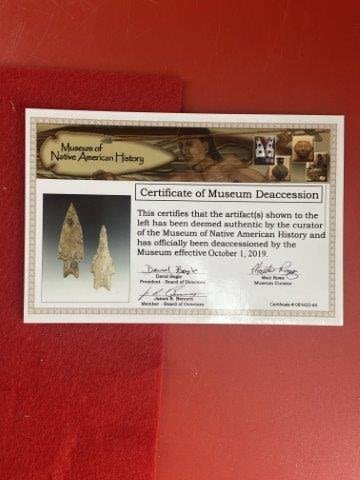 Museum of
Native American History
Certificate of Museum Deaccession
This certifies that the artifact(s) shown to the
left has been deemed authentic by the curator
of the Museum of Native American History and
has officially been deaccessioned by the
Museum effective October 1, 2019.
David Bogle
President - Board of Directors
Matt Rowe
Museum Curator
James R. Bennett
Member - Board of Directors
Certificate # 081422-44